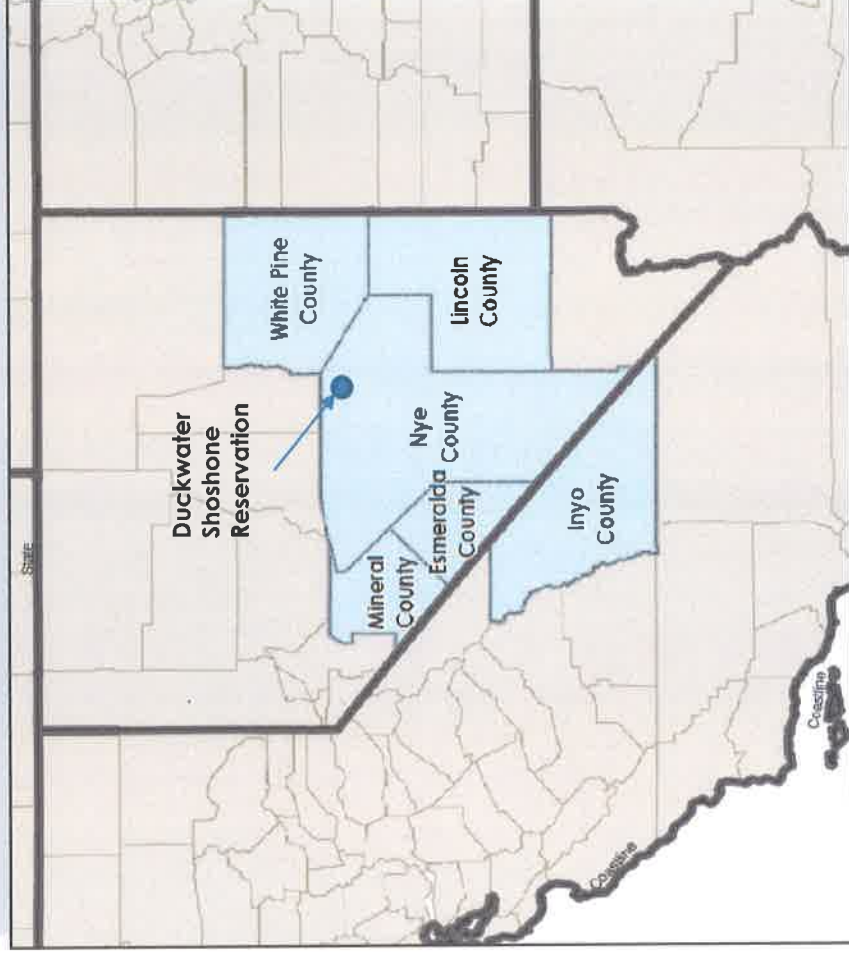 State
White Pine
County
Duckwater
Shoshone
Reservation
Lincoln
County
Nye
County
Esmeralda
County
Mineral
County
Inyo
County
Coastline
Coastline